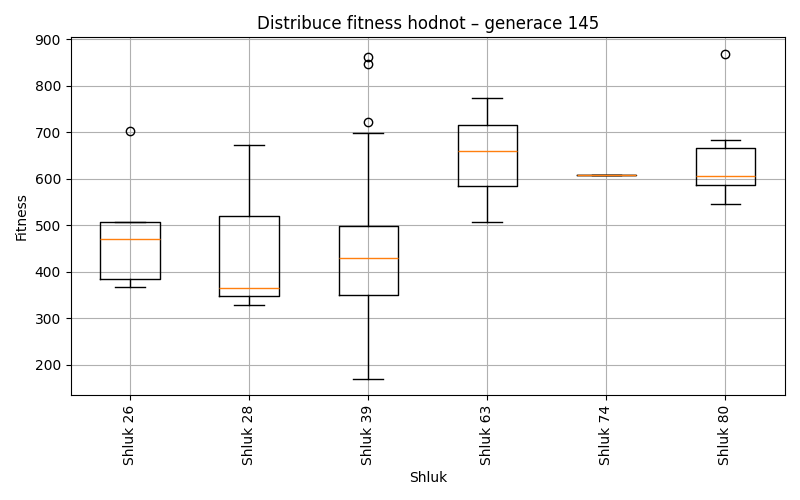 Distribuce fitness hodnot – generace 145
900
800
700
600
500
400
300
200
Fitness
Shluk 26
Shluk 28
Shluk 39
Shluk 63
Shluk 74
Shluk 80
Shluk